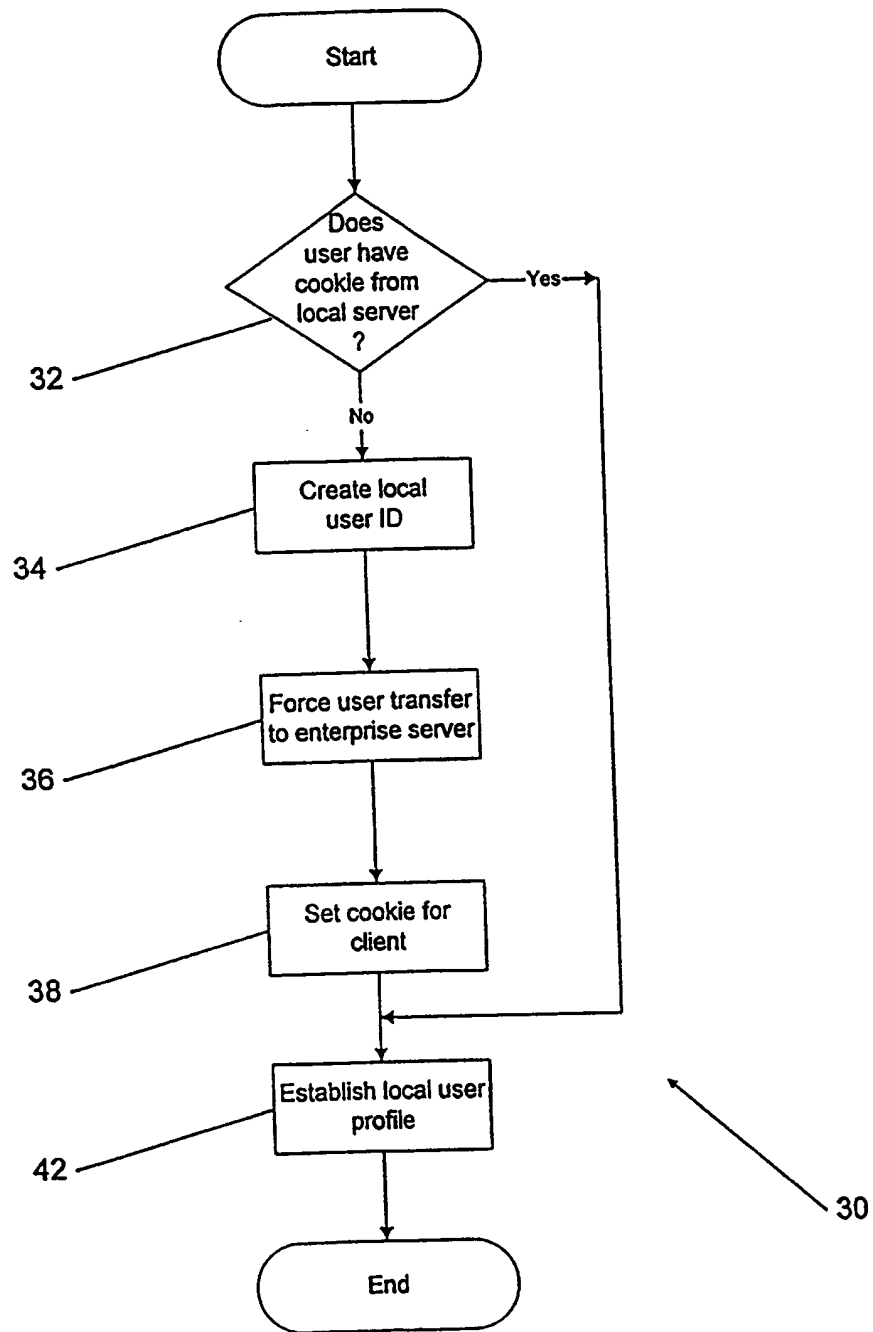 Start
Does
user have
cookie from
local server
?
Yes
32
No
Create local
user ID
34
Force user transfer
to enterprise server
36
Set cookie for
client
38
Establish local user
profile
42
30
End